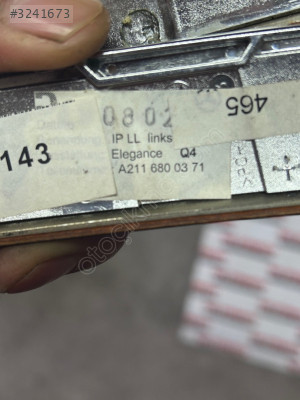 #3241673
0802
465
143
IP LL links
Elegance Q4
A211 680 03 71